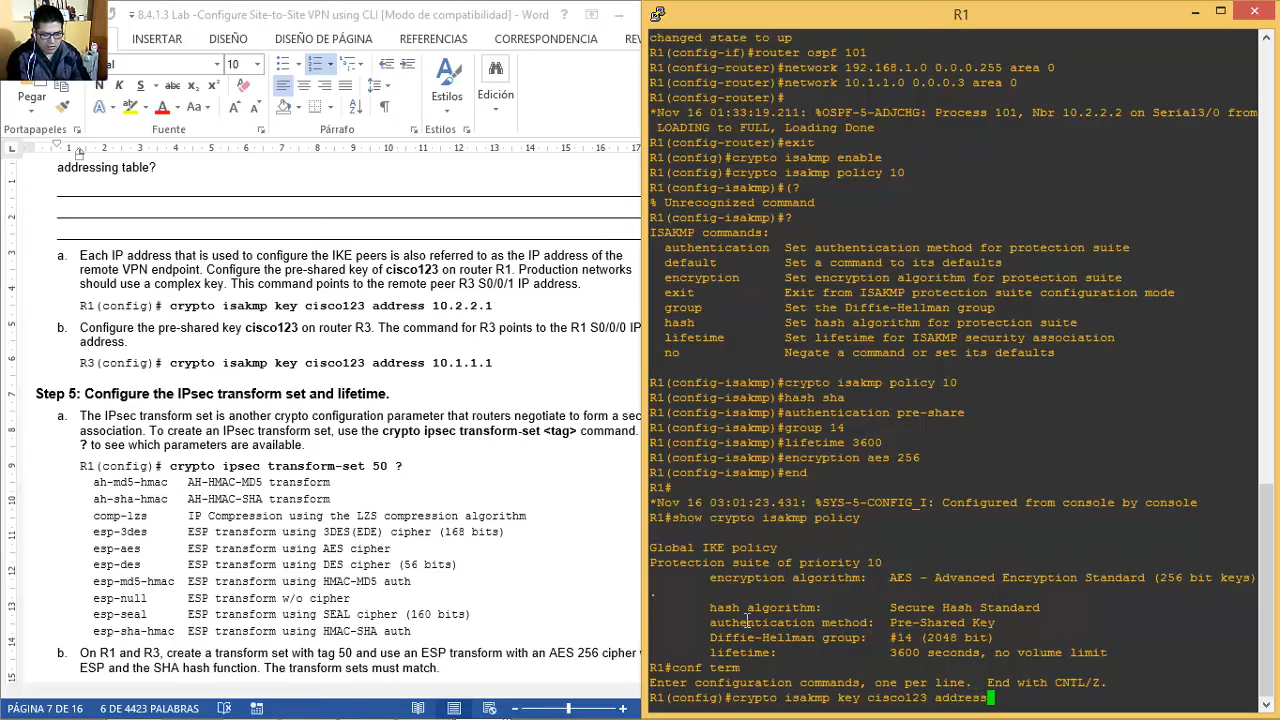 8.4.1.3 Lab -Configure Site-to-Site VPN using CLI [Modo de compatibilidad] - Word
INSERTAR DISEÑO DISEÑO DE PÁGINA REFERENCIAS CORRESPONDENCIA REV
10
Pegar
N
Aa
A
Estilos
Edición
Portapapeles
Fuente
Párrafo
Estilos
1 1 2 3 4 5 6 7 8 9 10 11 12 13 14 15 16 17
addressing table?
a. Each IP address that is used to configure the IKE peers is also referred to as the IP address of the
remote VPN endpoint. Configure the pre-shared key of cisco123 on router R1. Production networks
should use a complex key. This command points to the remote peer R3 S0/0/1 IP address.
R1(config)# crypto isakmp key cisco123 address 10.2.2.1
b. Configure the pre-shared key cisco123 on router R3. The command for R3 points to the R1 S0/0/0 IP
address.
R3(config)# crypto isakmp key cisco123 address 10.1.1.1
Step 5: Configure the IPsec transform set and lifetime.
a. The IPsec transform set is another crypto configuration parameter that routers negotiate to form a sec
association. To create an IPsec transform set, use the crypto ipsec transform-set <tag> command.
? to see which parameters are available.
R1(config)# crypto ipsec transform-set 50 ?
ah-md5-hmac AH-HMAC-MD5 transform
ah-sha-hmac AH-HMAC-SHA transform
comp-lzs IP Compression using the LZS compression algorithm
esp-3des ESP transform using 3DES(EDE) cipher (168 bits)
esp-aes ESP transform using AES cipher
esp-des ESP transform using DES cipher (56 bits)
esp-md5-hmac ESP transform using HMAC-MD5 auth
esp-null ESP transform w/o cipher
esp-seal ESP transform using SEAL cipher (160 bits)
esp-sha-hmac ESP transform using HMAC-SHA auth
b. On R1 and R3, create a transform set with tag 50 and use an ESP transform with an AES 256 cipher
ESP and the SHA hash function. The transform sets must match.
PÁGINA 7 DE 16 6 DE 4423 PALABRAS
R1
changed state to up
R1(config-if)#router ospf 101
R1(config-router)#network 192.168.1.0 0.0.0.255 area 0
R1(config-router)#network 10.1.1.0 0.0.0.3 area 0
R1(config-router)#
*Nov 16 01:33:19.211: %OSPF-5-ADJCHG: Process 101, Nbr 10.2.2.2 on Serial3/0 from
LOADING to FULL, Loading Done
R1(config-router)#exit
R1(config)#crypto isakmp enable
R1(config)#crypto isakmp policy 10
R1(config-isakmp)#(?
% Unrecognized command
R1(config-isakmp)#?
ISAKMP commands:
authentication Set authentication method for protection suite
default Set a command to its defaults
encryption Set encryption algorithm for protection suite
exit Exit from ISAKMP protection suite configuration mode
group Set the Diffie-Hellman group
hash Set hash algorithm for protection suite
lifetime Set lifetime for ISAKMP security association
no Negate a command or set its defaults
R1(config-isakmp)#crypto isakmp policy 10
R1(config-isakmp)#hash sha
R1(config-isakmp)#authentication pre-share
R1(config-isakmp)#group 14
R1(config-isakmp)#lifetime 3600
R1(config-isakmp)#encryption aes 256
R1(config-isakmp)#end
R1#
*Nov 16 03:01:23.431: %SYS-5-CONFIG_I: Configured from console by console
R1#show crypto isakmp policy
Global IKE policy
Protection suite of priority 10
encryption algorithm: AES - Advanced Encryption Standard (256 bit keys)
.
hash algorithm: Secure Hash Standard
authentication method: Pre-Shared Key
Diffie-Hellman group: #14 (2048 bit)
lifetime: 3600 seconds, no volume limit
R1#conf term
Enter configuration commands, one per line. End with CNTL/Z.
R1(config)#crypto isakmp key cisco123 address